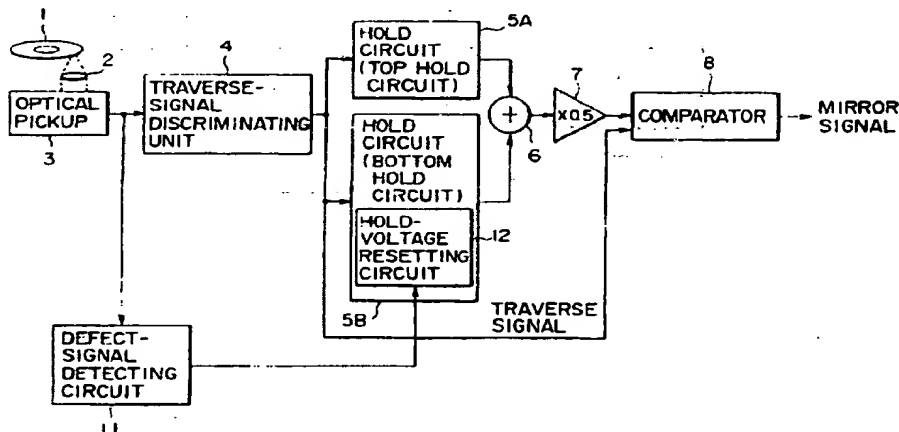 1
2
OPTICAL
PICKUP
3
4
TRAVERSE-
SIGNAL
DISCRIMINATING
UNIT
5A
HOLD
CIRCUIT
(TOP HOLD
CIRCUIT)
HOLD
CIRCUIT
(BOTTOM
HOLD
CIRCUIT)
12
HOLD-
VOLTAGE
RESETTING
CIRCUIT
5B
+
6
7
X0.5
8
COMPARATOR
MIRROR
SIGNAL
TRAVERSE
SIGNAL
DEFECT-
SIGNAL
DETECTING
CIRCUIT
11